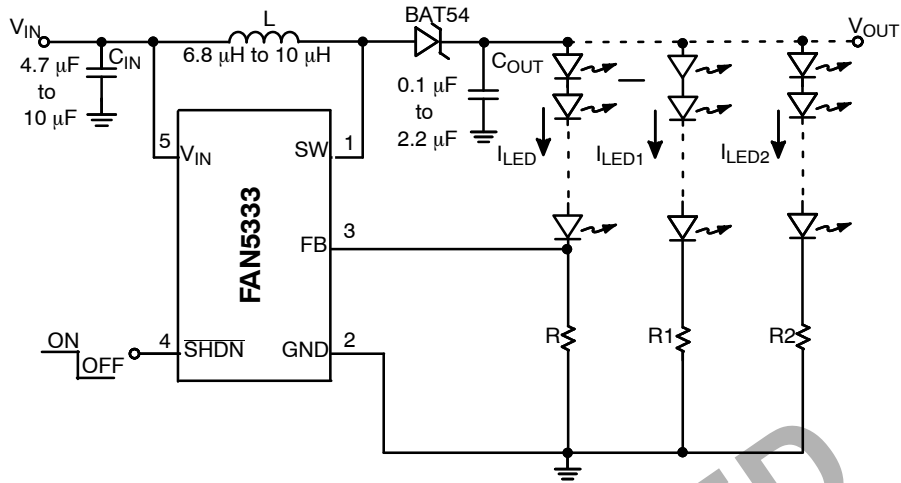 V_IN
L
BAT54
V_OUT
C_IN
6.8 μH to 10 μH
C_OUT
4.7 μF
to
10 μF
0.1 μF
to
2.2 μF
I_LED
I_LED1
I_LED2
5
V_IN
SW
1
FAN5333
FB
3
R
R1
R2
ON
OFF
4
SHDN
GND
2
ED